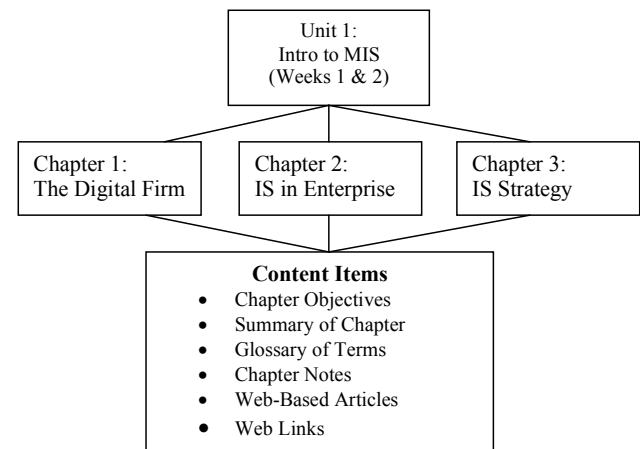 Unit 1:
Intro to MIS
(Weeks 1 & 2)
Chapter 1:
The Digital Firm
Chapter 2:
IS in Enterprise
Chapter 3:
IS Strategy
Content Items
• Chapter Objectives
• Summary of Chapter
• Glossary of Terms
• Chapter Notes
• Web-Based Articles
• Web Links